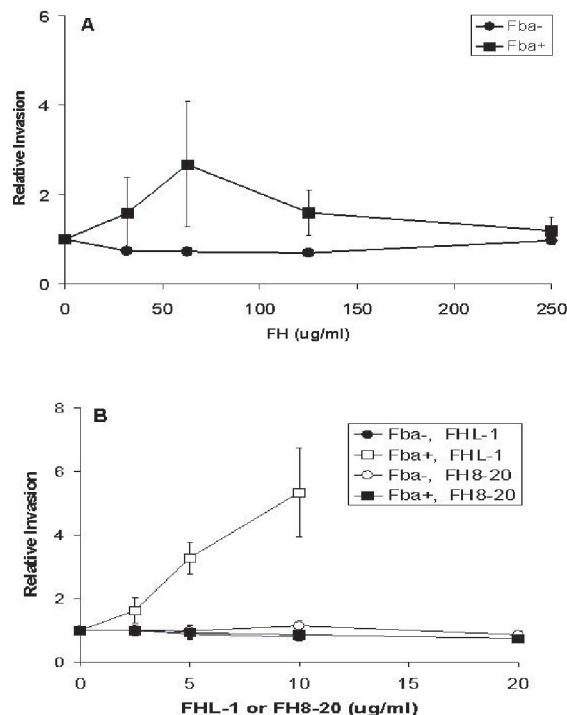 A
Fba-
Fba+
6
4
2
0
Relative Invasion
0 50 100 150 200 250
FH (ug/ml)
B
Fba-, FHL-1
Fba+, FHL-1
Fba-, FH8-20
Fba+, FH8-20
8
6
4
2
0
Relative Invasion
0 5 10 15 20
FHL-1 or FH8-20 (ug/ml)